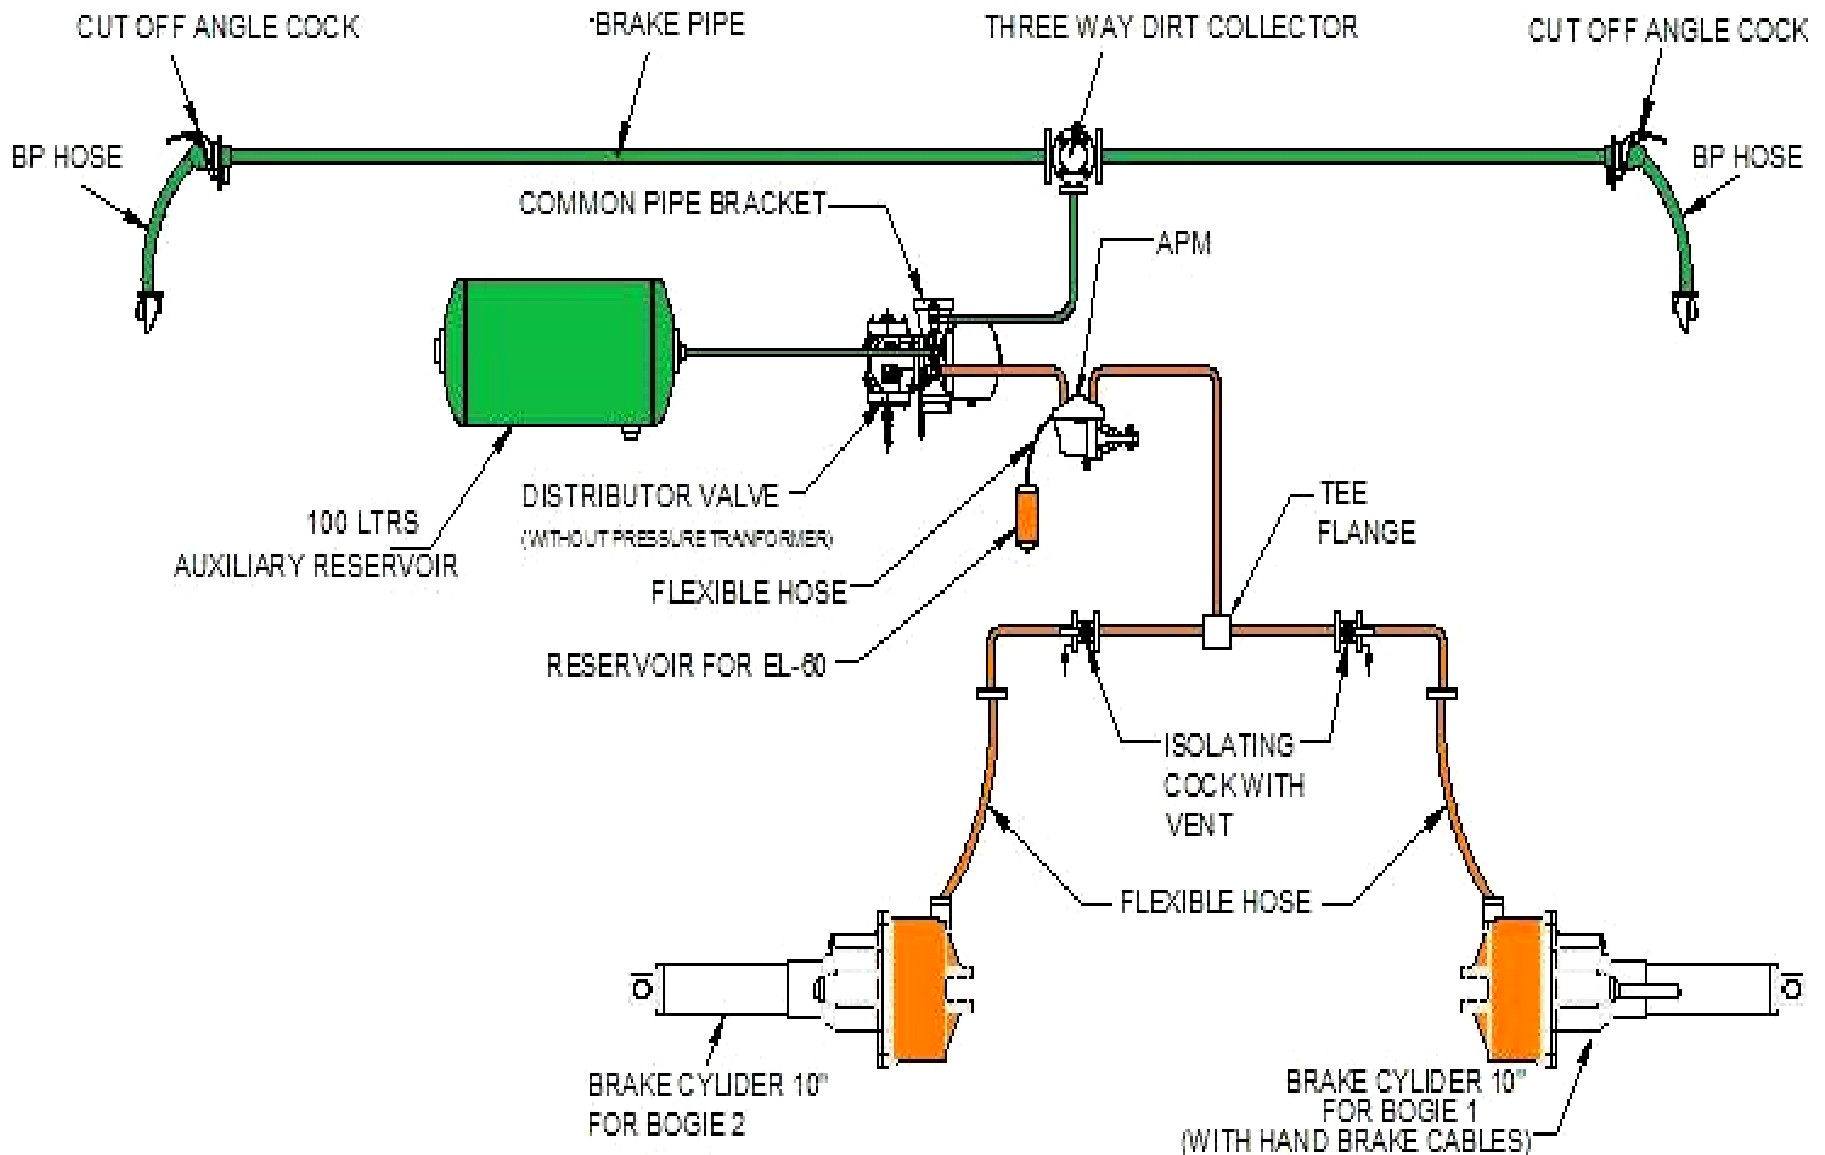 CUT OFF ANGLE COCK
BRAKE PIPE
THREE WAY DIRT COLLECTOR
CUT OFF ANGLE COCK
BP HOSE
BP HOSE
COMMON PIPE BRACKET
APM
DISTRIBUTOR VALVE
(WITHOUT PRESSURE TRANFORMER)
100 LTRS
AUXILIARY RESERVOIR
TEE
FLANGE
FLEXIBLE HOSE
RESERVOIR FOR EL-60
ISOLATING
COCK WITH
VENT
FLEXIBLE HOSE
BRAKE CYLIDER 10"
FOR BOGIE 2
BRAKE CYLIDER 10"
FOR BOGIE 1
(WITH HAND BRAKE CABLES)